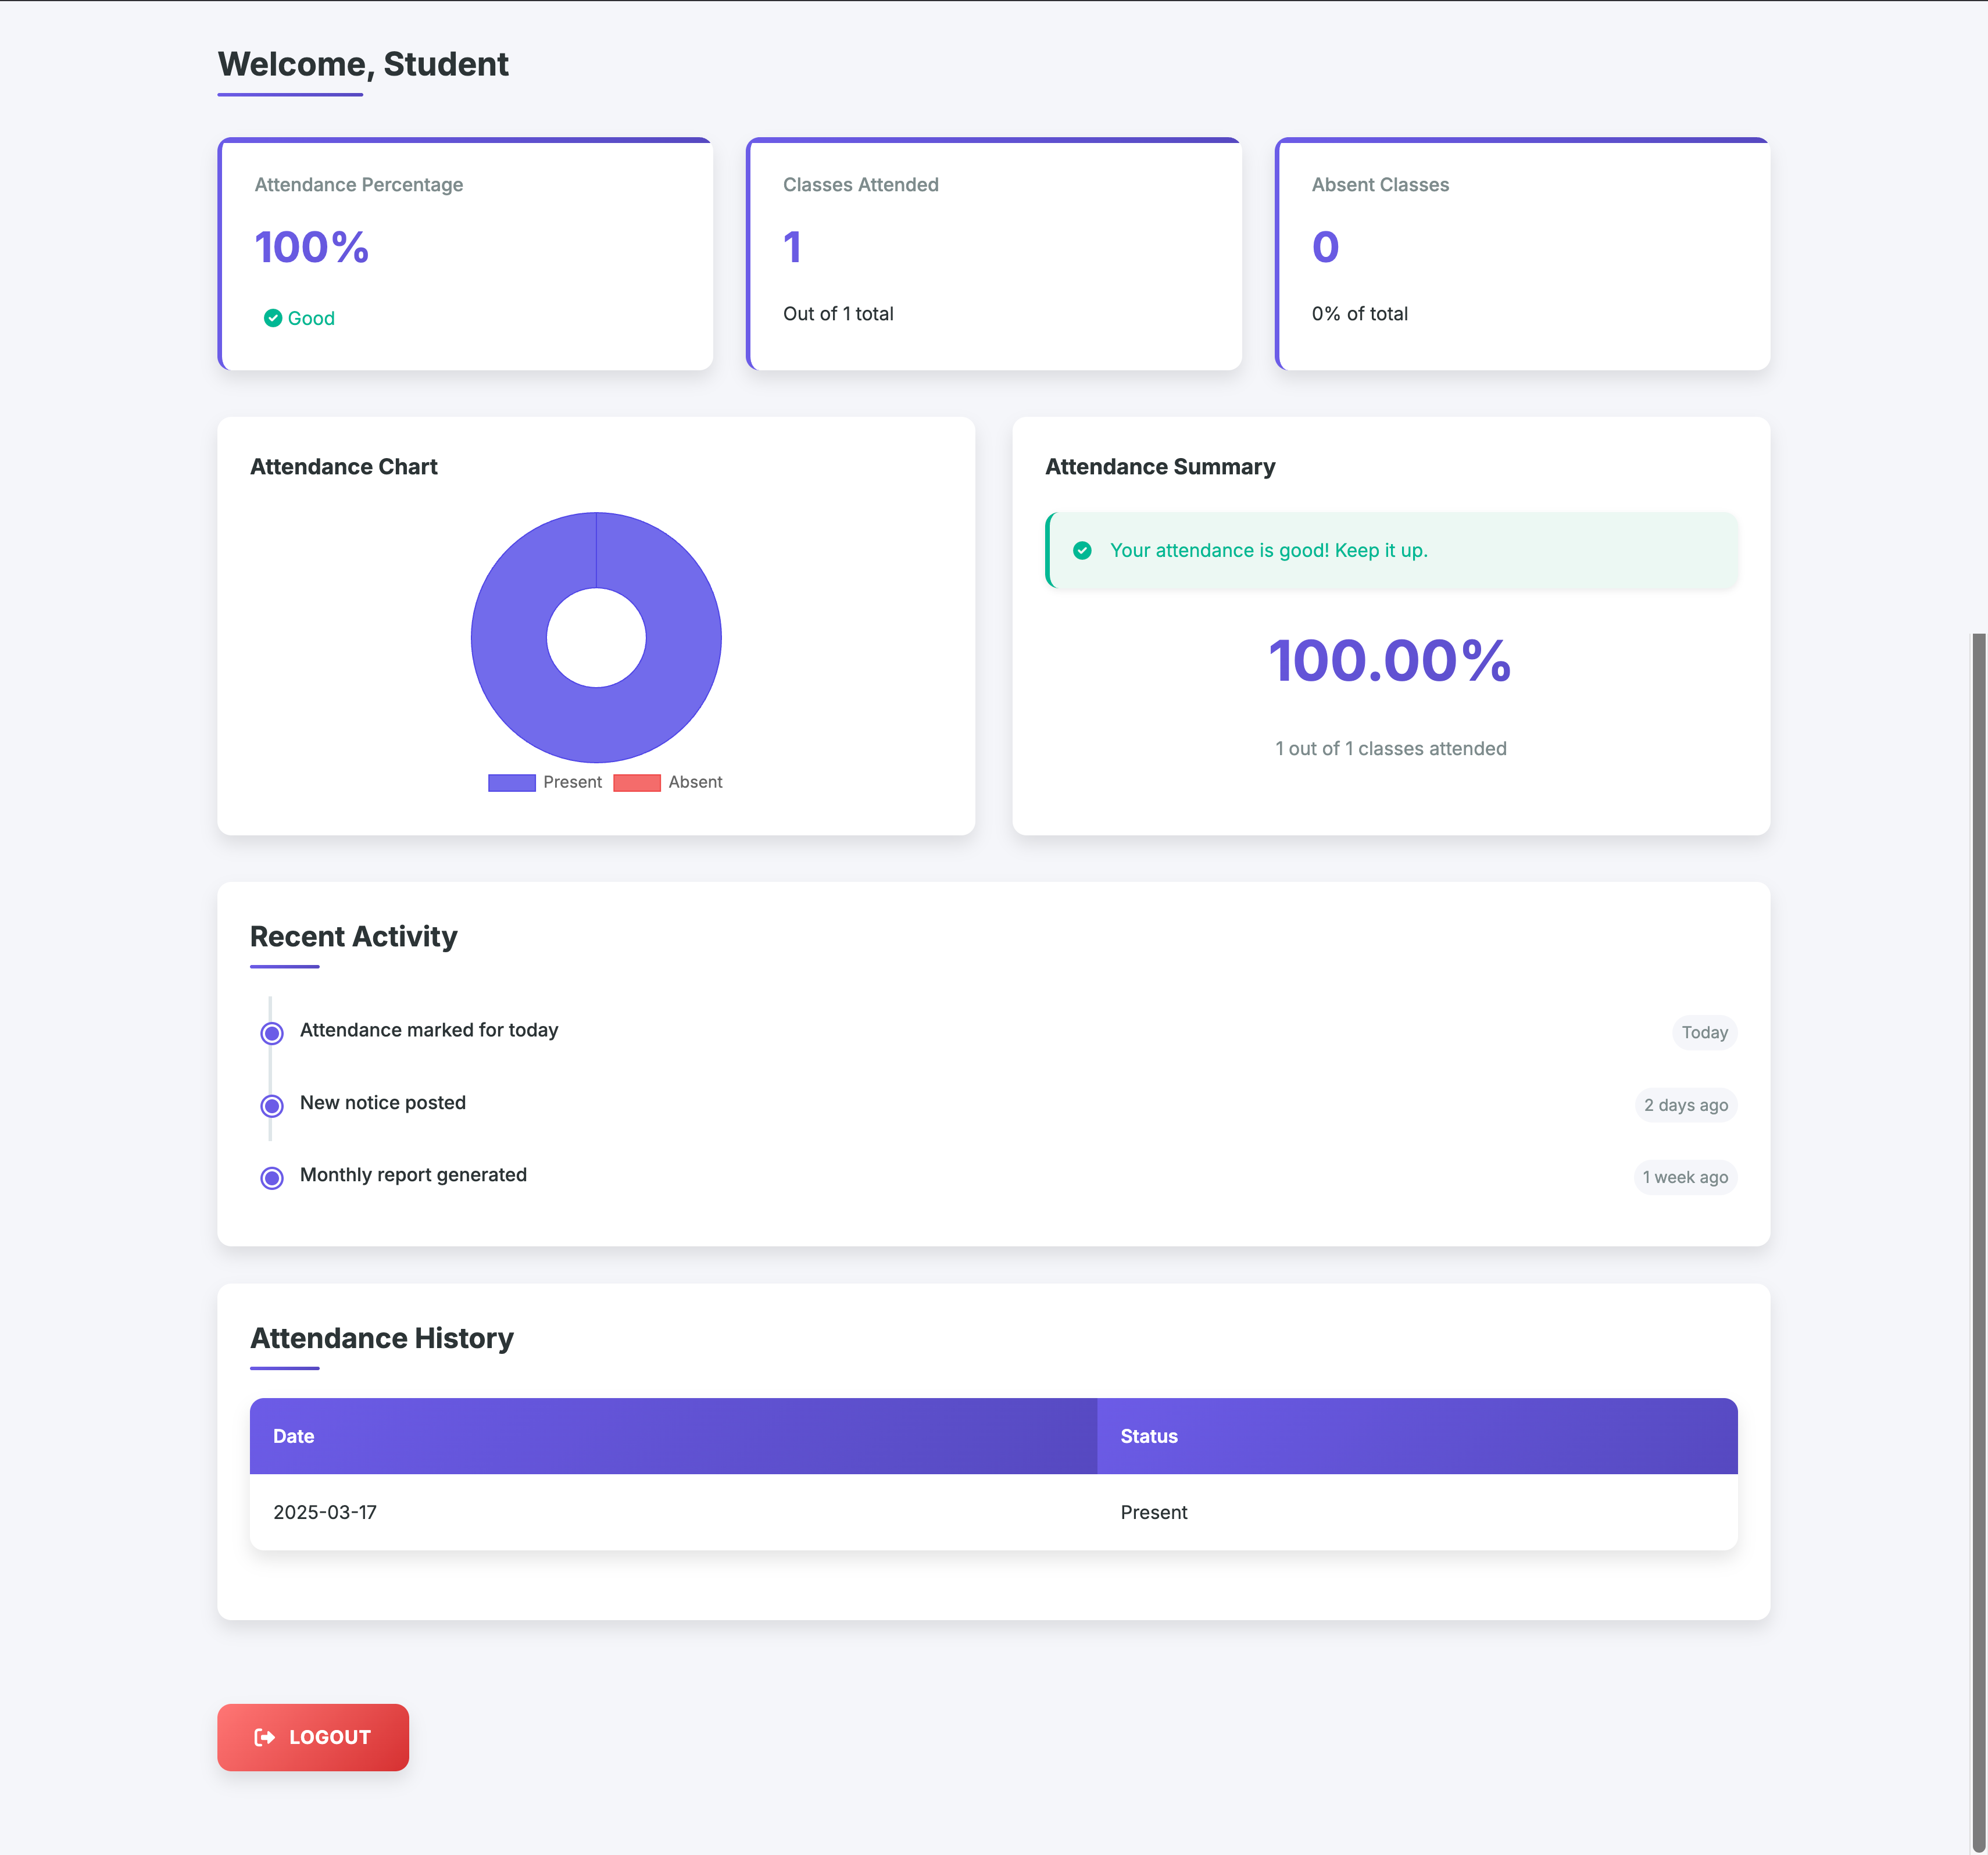 Welcome, Student
Attendance Percentage
100%
Good
Classes Attended
1
Out of 1 total
Absent Classes
0
0% of total
Attendance Chart
Present Absent
Attendance Summary
Your attendance is good! Keep it up.
100.00%
1 out of 1 classes attended
Recent Activity
Attendance marked for today Today
New notice posted 2 days ago
Monthly report generated 1 week ago
Attendance History
Date Status
2025-03-17 Present
LOGOUT